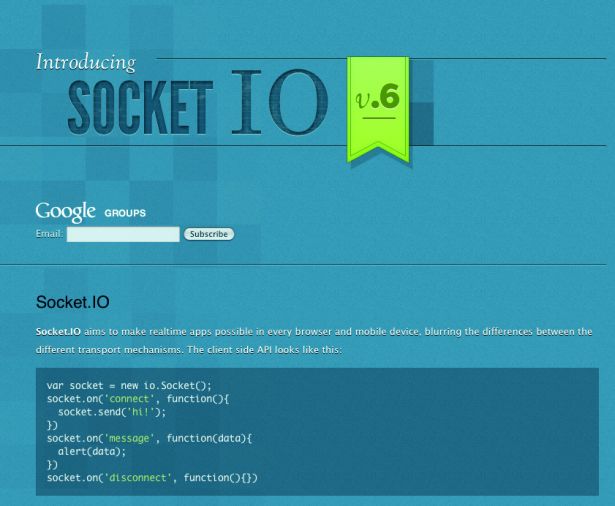 Introducing
SOCKET IO v.6
Google GROUPS
Email: Subscribe
Socket.IO
Socket.IO aims to make realtime apps possible in every browser and mobile device, blurring the differences between the
different transport mechanisms. The client side API looks like this:
var socket = new io.Socket();
socket.on('connect', function(){
  socket.send('hi!');
})
socket.on('message', function(data){
  alert(data);
})
socket.on('disconnect', function(){})